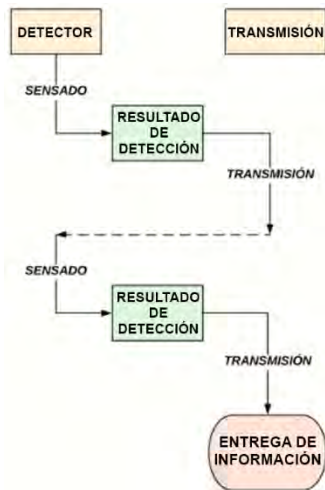 DETECTOR
TRANSMISIÓN
SENSADO
RESULTADO
DE
DETECCIÓN
TRANSMISIÓN
SENSADO
RESULTADO
DE
DETECCIÓN
TRANSMISIÓN
ENTREGA DE
INFORMACIÓN